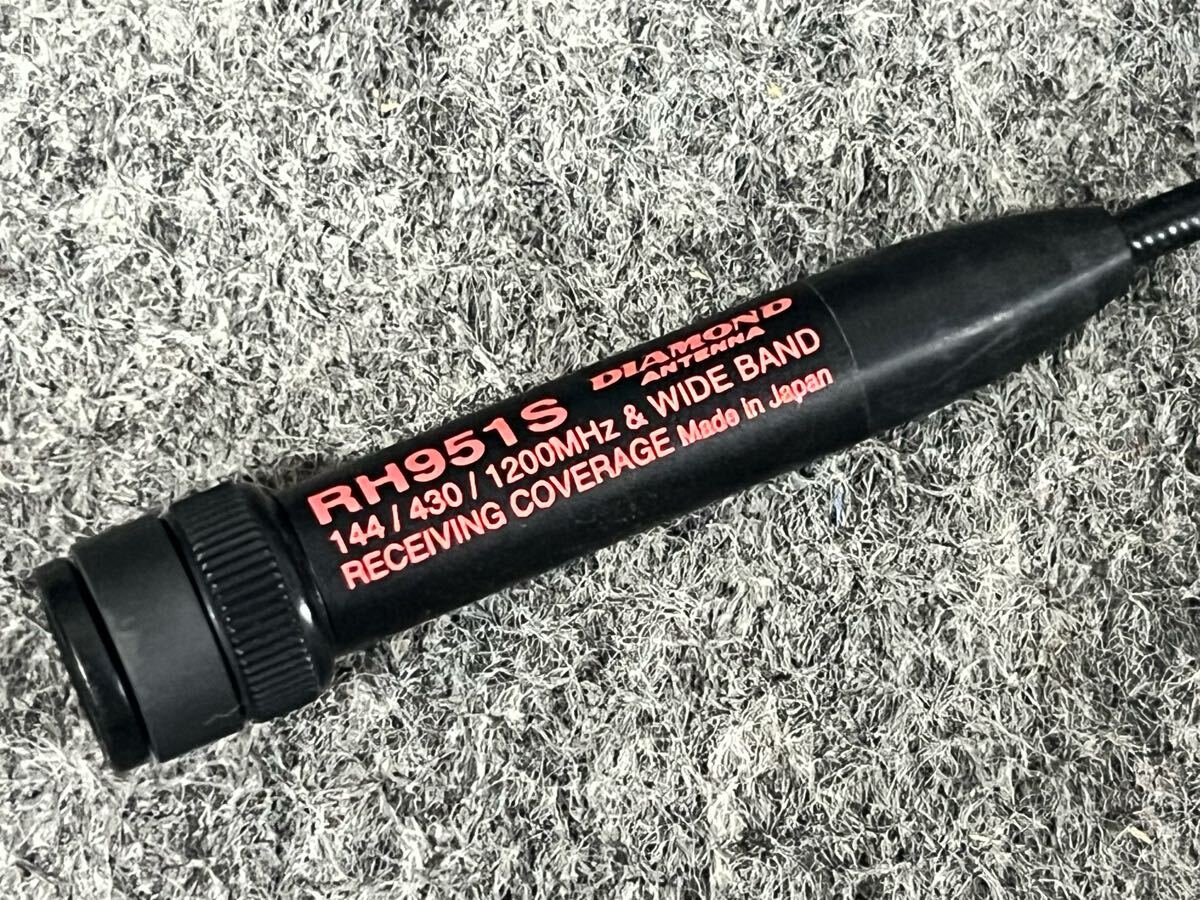 RH951S
DIAMOND
ANTENNA
144 / 430 / 1200MHz & WIDE BAND
RECEIVING COVERAGE Made in Japan